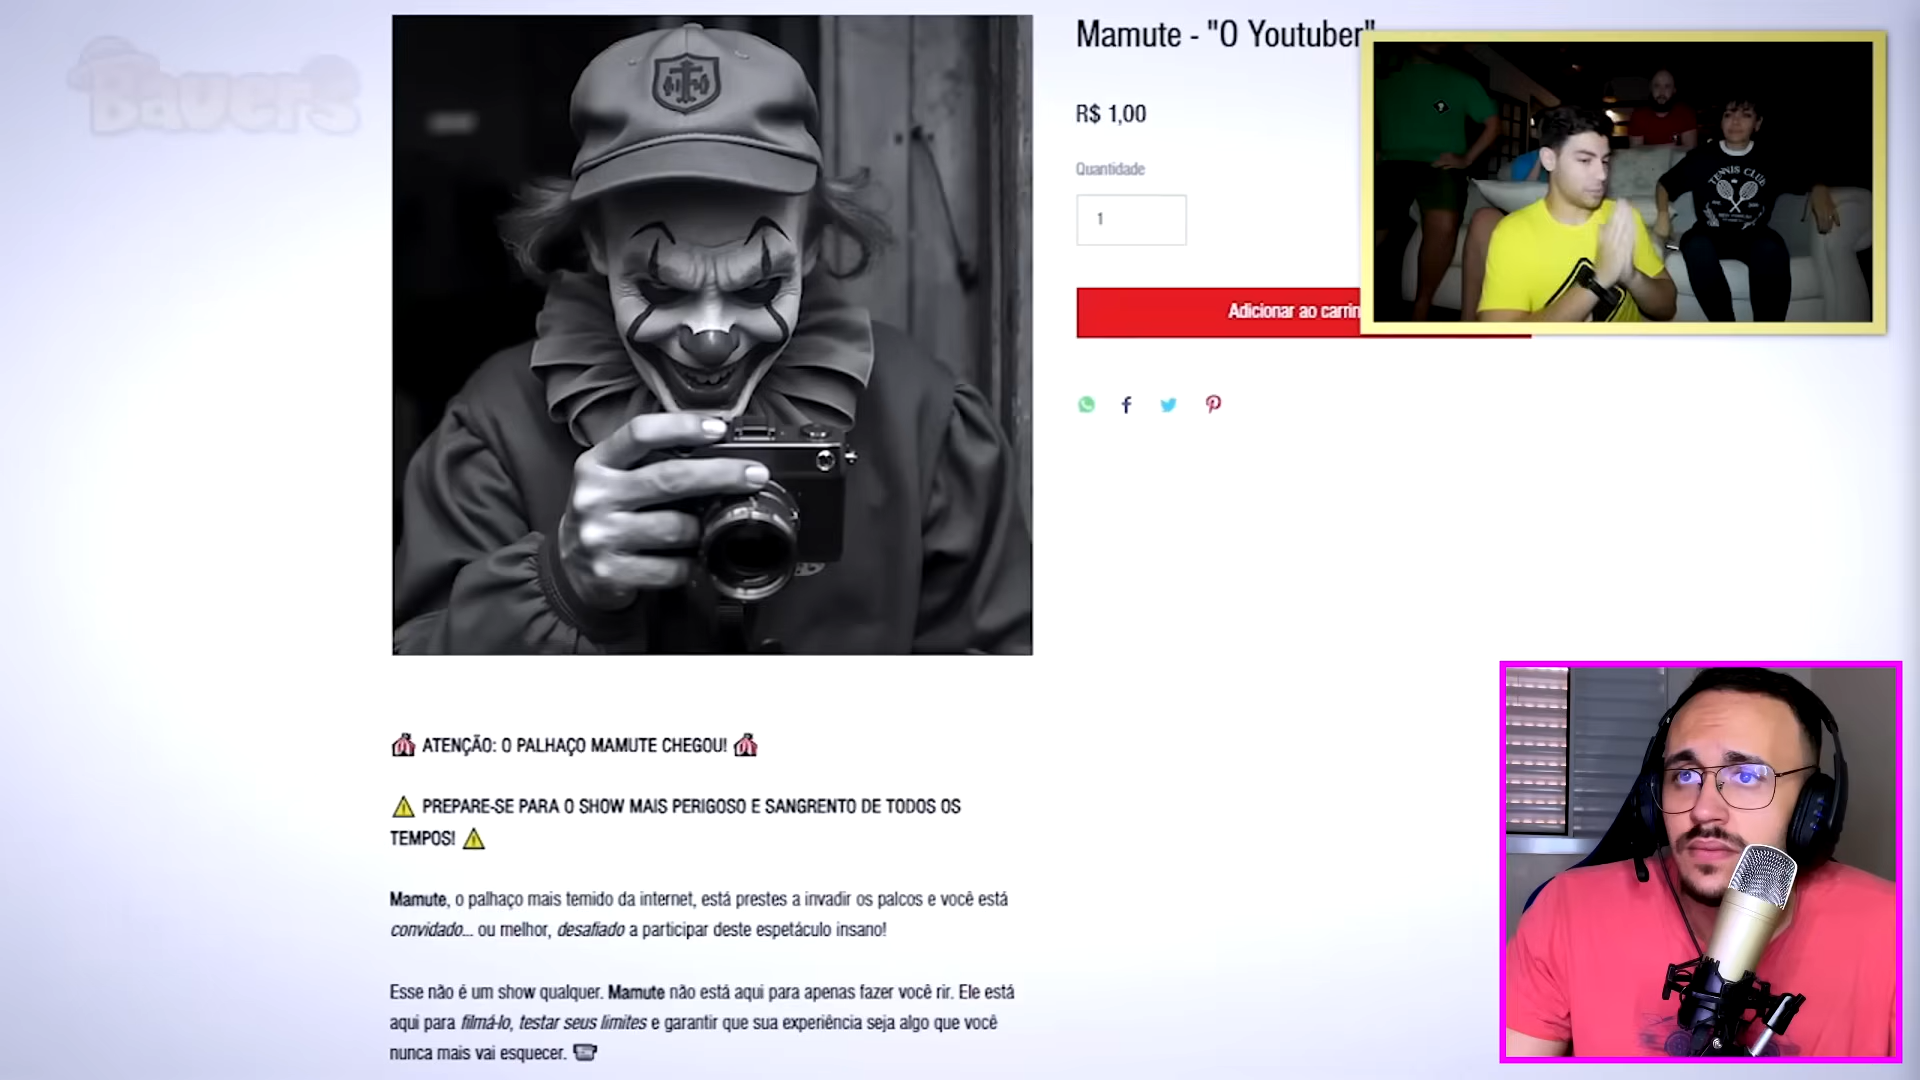 Bauers
Mamute - "O Youtuber"
R$ 1,00
Quantidade
1
Adicionar ao carrin
TENNIS CLUB
ATENÇÃO: O PALHAÇO MAMUTE CHEGOU!
PREPARE-SE PARA O SHOW MAIS PERIGOSO E SANGRENTO DE TODOS OS
TEMPOS!
Mamute, o palhaço mais temido da internet, está prestes a invadir os palcos e você está
convidado... ou melhor, desafiado a participar deste espetáculo insano!
Esse não é um show qualquer. Mamute não está aqui para apenas fazer você rir. Ele está
aqui para filmá-lo, testar seus limites e garantir que sua experiência seja algo que você
nunca mais vai esquecer.